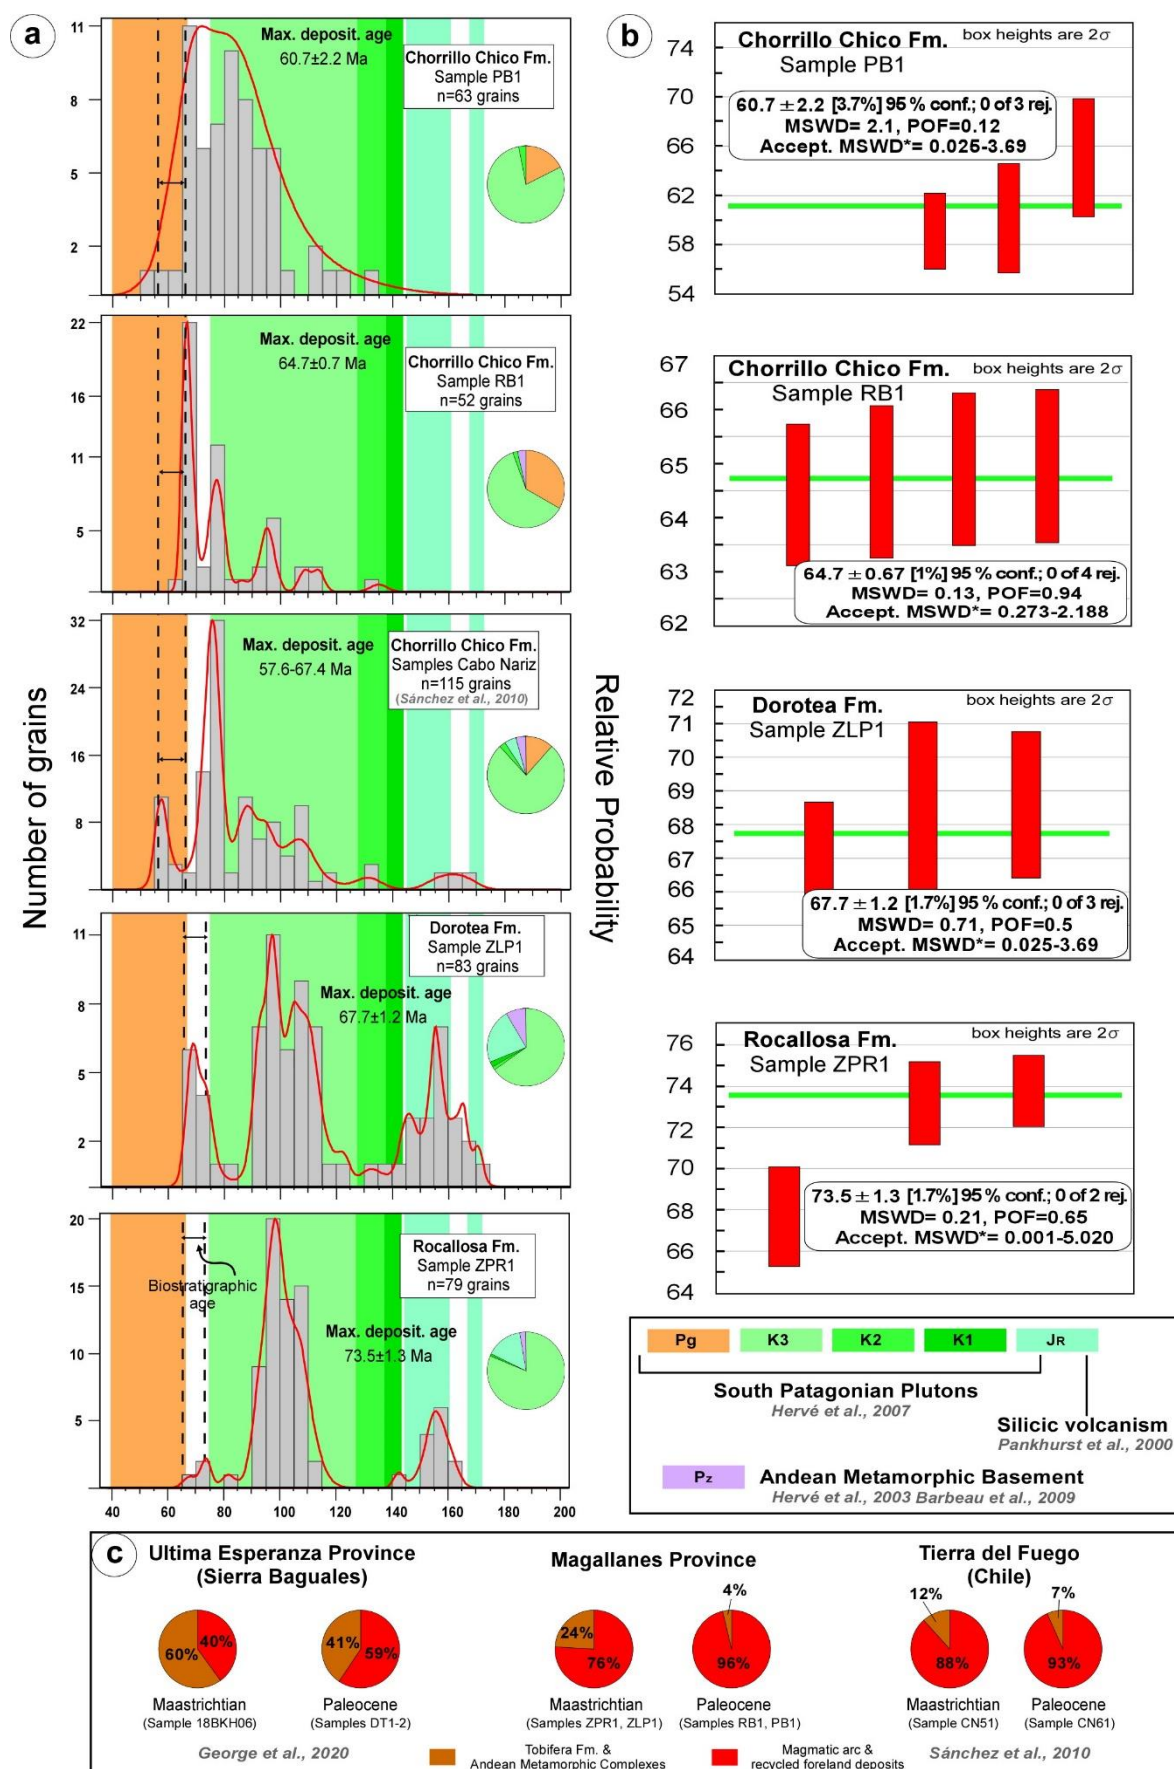 a
Number of grains
Relative Probability
11
8
5
2
Max. deposit. age
60.7±2.2 Ma
Chorrillo Chico Fm.
Sample PB1
n=63 grains
22
16
11
5
Max. deposit. age
64.7±0.7 Ma
Chorrillo Chico Fm.
Sample RB1
n=52 grains
32
24
16
8
Max. deposit. age
57.6-67.4 Ma
Chorrillo Chico Fm.
Samples Cabo Nariz
n=115 grains
(Sánchez et al., 2010)
11
8
5
2
Dorotea Fm.
Sample ZLP1
n=83 grains
Max. deposit. age
67.7±1.2 Ma
20
15
10
5
Biostratigraphic
age
Rocallosa Fm.
Sample ZPR1
n=79 grains
Max. deposit. age
73.5±1.3 Ma
40 60 80 100 120 140 160 180 200
b
74
70
66
62
58
54
Chorrillo Chico Fm.
Sample PB1
box heights are 2σ
60.7 ± 2.2 [3.7%] 95 % conf.; 0 of 3 rej.
MSWD= 2.1, POF=0.12
Accept. MSWD*= 0.025-3.69
67
66
65
64
63
62
Chorrillo Chico Fm.
Sample RB1
box heights are 2σ
64.7 ± 0.67 [1%] 95 % conf.; 0 of 4 rej.
MSWD= 0.13, POF=0.94
Accept. MSWD*= 0.273-2.188
72
71
70
69
68
67
66
65
64
Dorotea Fm.
Sample ZLP1
box heights are 2σ
67.7 ± 1.2 [1.7%] 95 % conf.; 0 of 3 rej.
MSWD= 0.71, POF=0.5
Accept. MSWD*= 0.025-3.69
76
74
72
70
68
66
64
Rocallosa Fm.
Sample ZPR1
box heights are 2σ
73.5 ± 1.3 [1.7%] 95 % conf.; 0 of 2 rej.
MSWD= 0.21, POF=0.65
Accept. MSWD*= 0.001-5.020
Pg K3 K2 K1 JR
South Patagonian Plutons
Hervé et al., 2007
Silicic volcanism
Pankhurst et al., 2000
Pz Andean Metamorphic Basement
Hervé et al., 2003 Barbeau et al., 2009
c
Ultima Esperanza Province
(Sierra Baguales)
60% 40%
Maastrichtian
(Sample 18BKH06)
41% 59%
Paleocene
(Samples DT1-2)
George et al., 2020
Magallanes Province
24%
76%
Maastrichtian
(Samples ZPR1, ZLP1)
4%
96%
Paleocene
(Samples RB1, PB1)
Tierra del Fuego
(Chile)
12%
88%
Maastrichtian
(Sample CN51)
7%
93%
Paleocene
(Sample CN61)
Sánchez et al., 2010
Tobifera Fm. &
Andean Metamorphic Complexes
Magmatic arc &
recycled foreland deposits